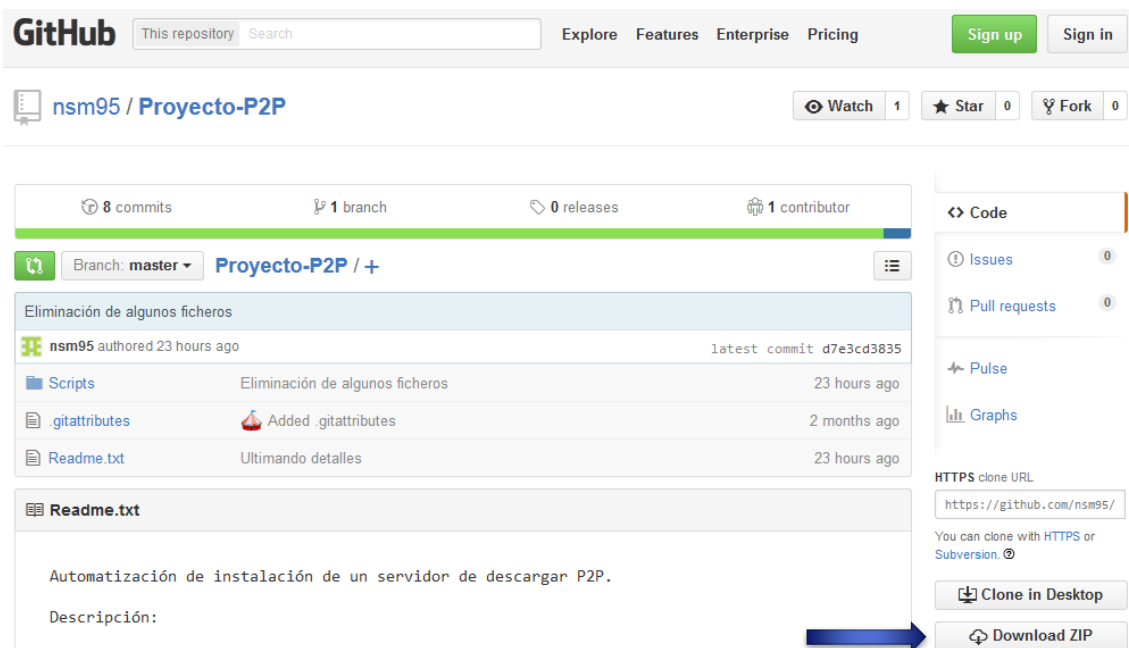 GitHub This repository Search Explore Features Enterprise Pricing Sign up Sign in
nsm95 / Proyecto-P2P Watch 1 Star 0 Fork 0
8 commits 1 branch 0 releases 1 contributor
Branch: master Proyecto-P2P / +
Eliminación de algunos ficheros
nsm95 authored 23 hours ago latest commit d7e3cd3835
Scripts Eliminación de algunos ficheros 23 hours ago
.gitattributes Added .gitattributes 2 months ago
Readme.txt Ultimando detalles 23 hours ago
Readme.txt
Automatización de instalación de un servidor de descargar P2P.
Descripción:
Code
Issues 0
Pull requests 0
Pulse
Graphs
HTTPS clone URL
https://github.com/nsm95/
You can clone with HTTPS or
Subversion.
Clone in Desktop
Download ZIP